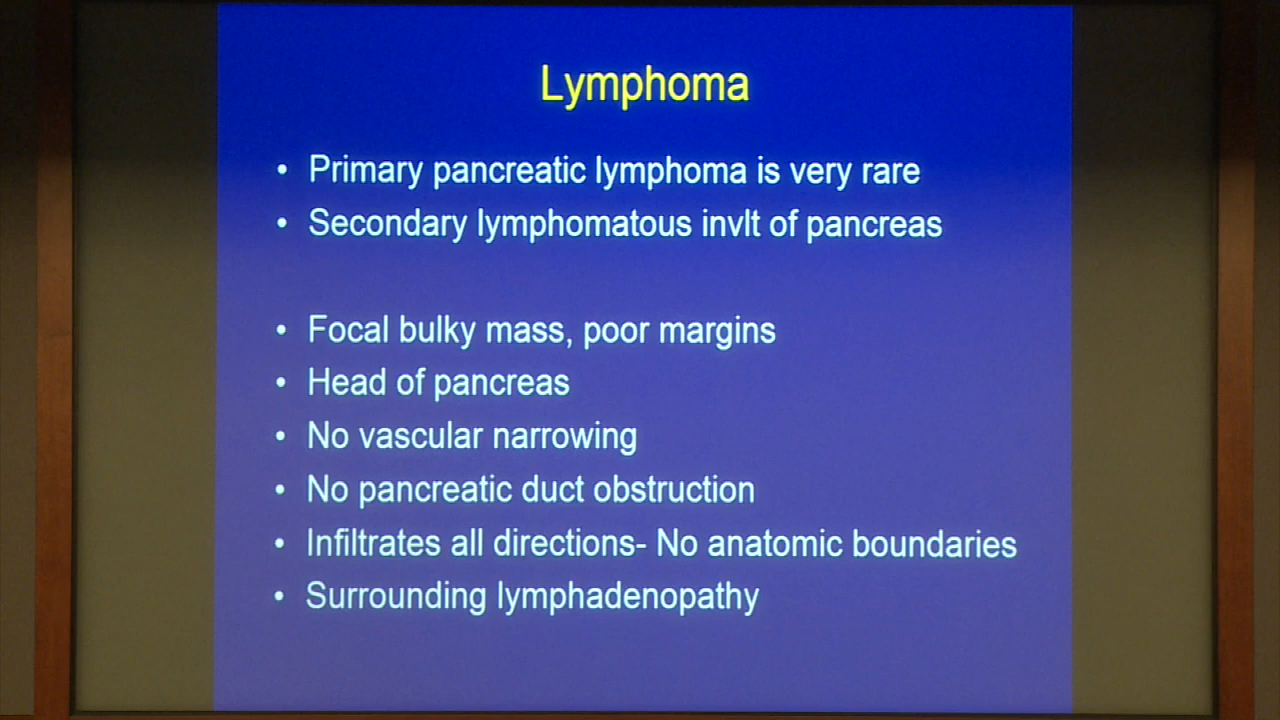 Lymphoma
• Primary pancreatic lymphoma is very rare
• Secondary lymphomatous invlt of pancreas
• Focal bulky mass, poor margins
• Head of pancreas
• No vascular narrowing
• No pancreatic duct obstruction
• Infiltrates all directions- No anatomic boundaries
• Surrounding lymphadenopathy